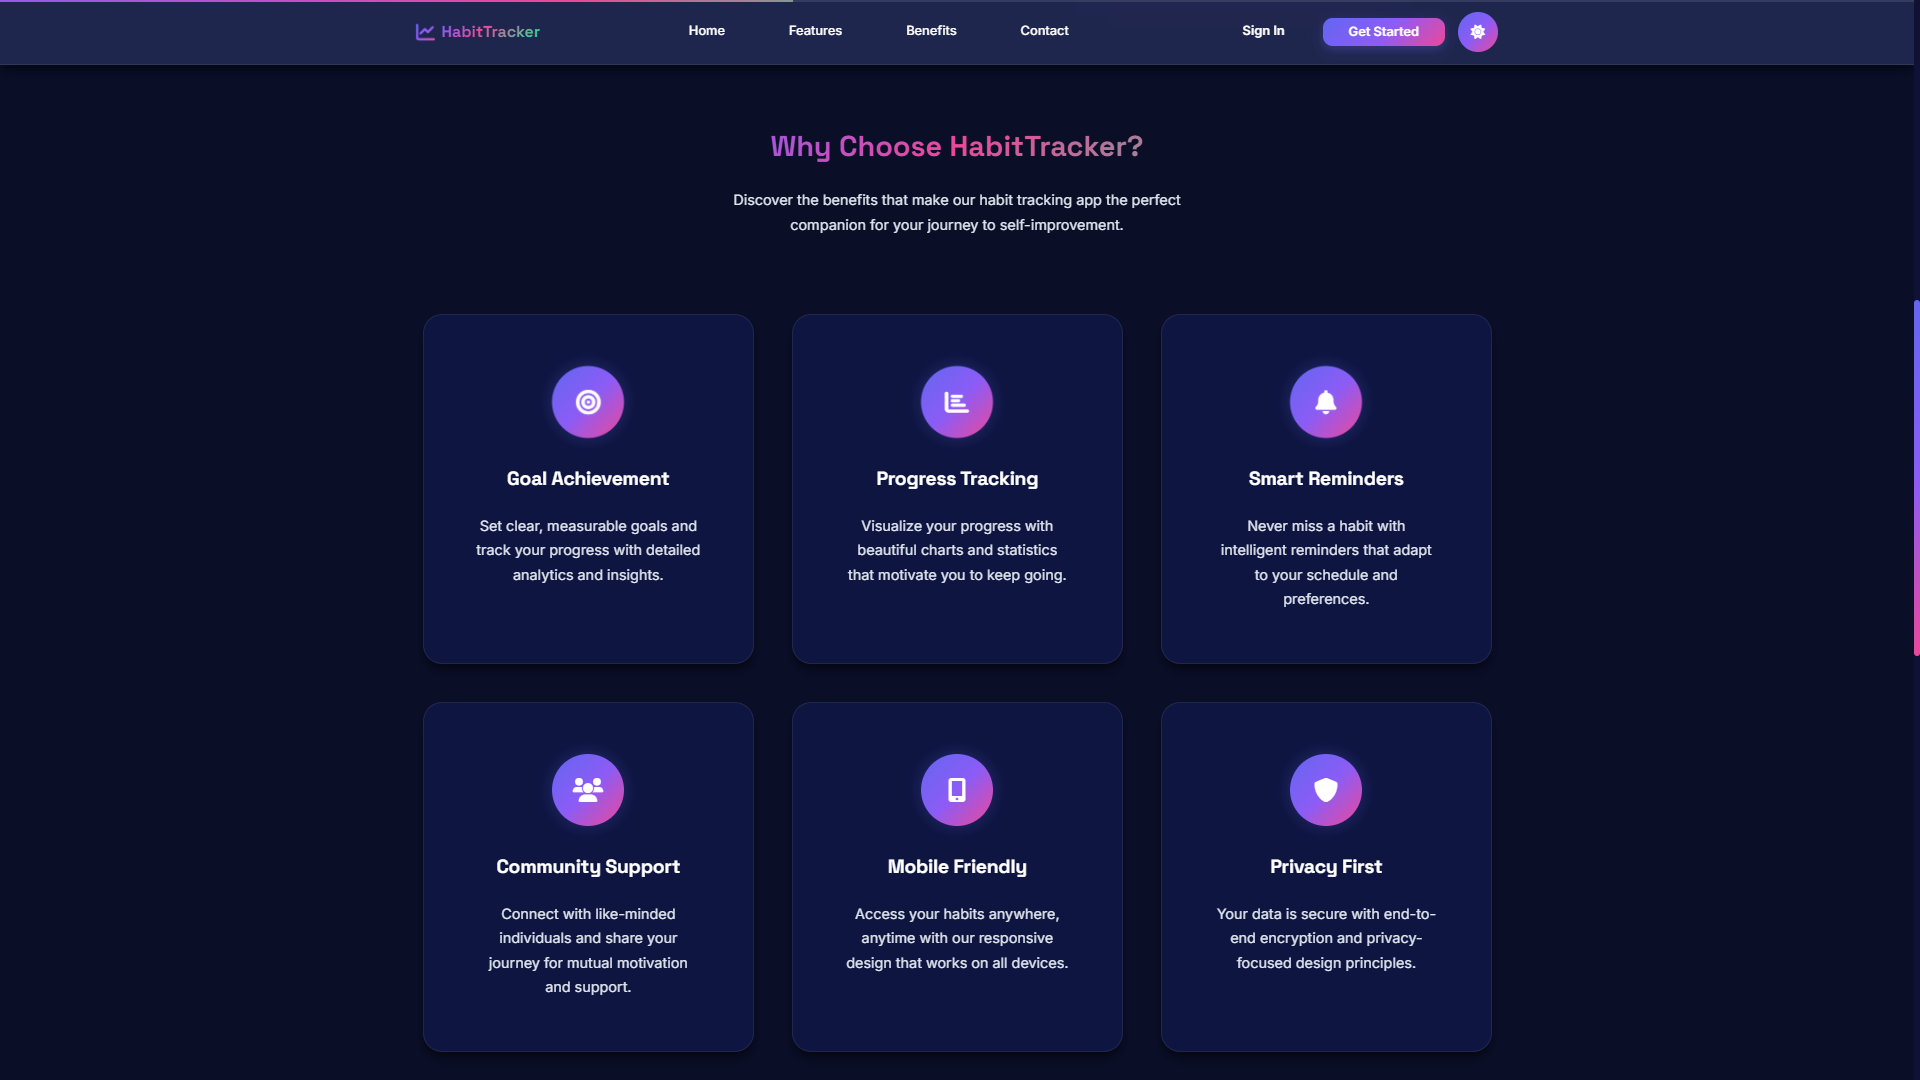 HabitTracker
Home
Features
Benefits
Contact
Sign In
Get Started
Why Choose HabitTracker?
Discover the benefits that make our habit tracking app the perfect
companion for your journey to self-improvement.
Goal Achievement
Set clear, measurable goals and
track your progress with detailed
analytics and insights.
Progress Tracking
Visualize your progress with
beautiful charts and statistics
that motivate you to keep going.
Smart Reminders
Never miss a habit with
intelligent reminders that adapt
to your schedule and
preferences.
Community Support
Connect with like-minded
individuals and share your
journey for mutual motivation
and support.
Mobile Friendly
Access your habits anywhere,
anytime with our responsive
design that works on all devices.
Privacy First
Your data is secure with end-to-
end encryption and privacy-
focused design principles.